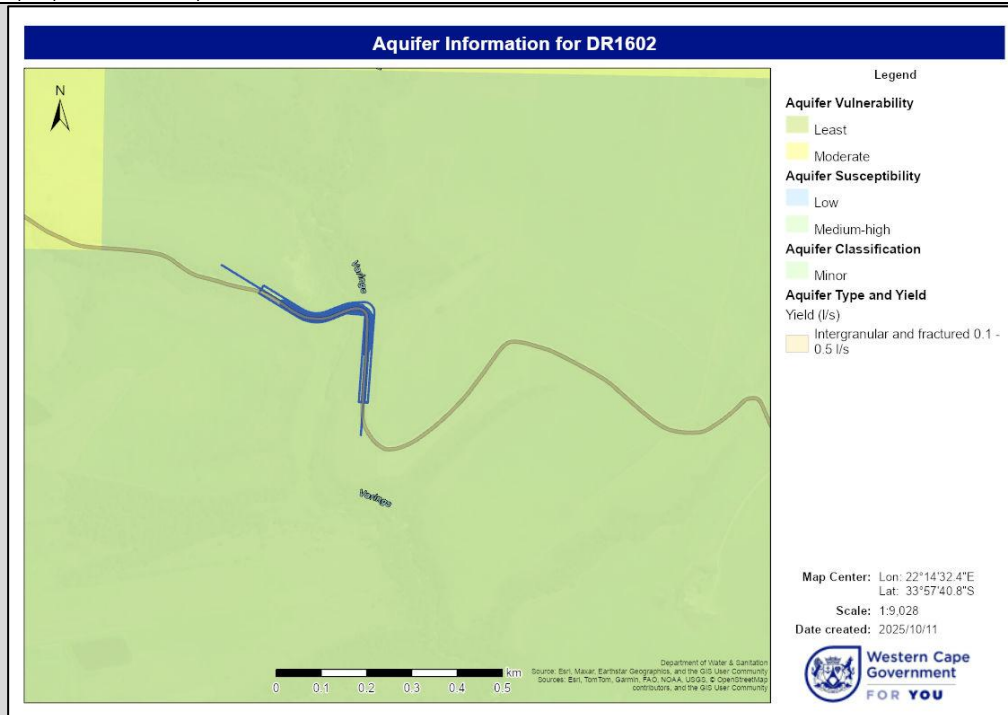 Aquifer Information for DR1602
N
Varings
Varings
km
0 0.1 0.2 0.3 0.4 0.5
Department of Water & Sanitation
Source: Esri, Maxar, Earthstar Geographics, and the GIS User Community
Sources: Esri, TomTom, Garmin, FAO, NOAA, USGS, © OpenStreetMap
contributors, and the GIS User Community
Legend
Aquifer Vulnerability
Least
Moderate
Aquifer Susceptibility
Low
Medium-high
Aquifer Classification
Minor
Aquifer Type and Yield
Yield (l/s)
Intergranular and fractured 0.1 -
0.5 l/s
Map Center: Lon: 22°14'32.4"E
Lat: 33°57'40.8"S
Scale: 1:9,028
Date created: 2025/10/11
Western Cape
Government
FOR YOU